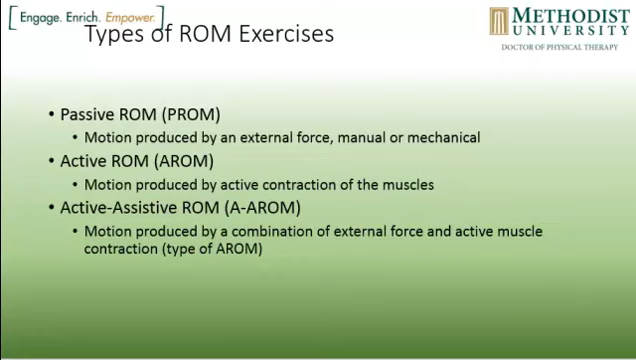 Engage. Enrich. Empower.
METHODIST
UNIVERSITY
DOCTOR OF PHYSICAL THERAPY
Types of ROM Exercises
• Passive ROM (PROM)
• Motion produced by an external force, manual or mechanical
• Active ROM (AROM)
• Motion produced by active contraction of the muscles
• Active-Assistive ROM (A-AROM)
• Motion produced by a combination of external force and active muscle
contraction (type of AROM)